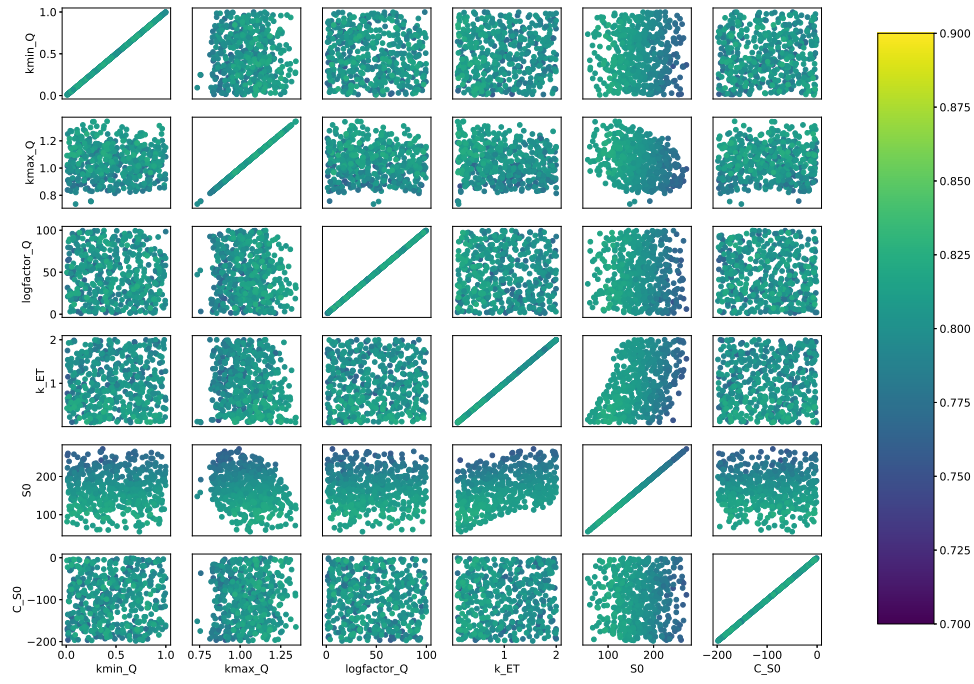 kmin_Q
1.0
0.5
0.0
kmax_Q
1.2
1.0
0.8
logfactor_Q
100
50
0
k_ET
2
1
S0
200
100
C_S0
0
−100
−200
0.0 0.5 1.0
kmin_Q
0.75 1.00 1.25
kmax_Q
0 50 100
logfactor_Q
1 2
k_ET
100 200
S0
−200 −100 0
C_S0
0.900
0.875
0.850
0.825
0.800
0.775
0.750
0.725
0.700